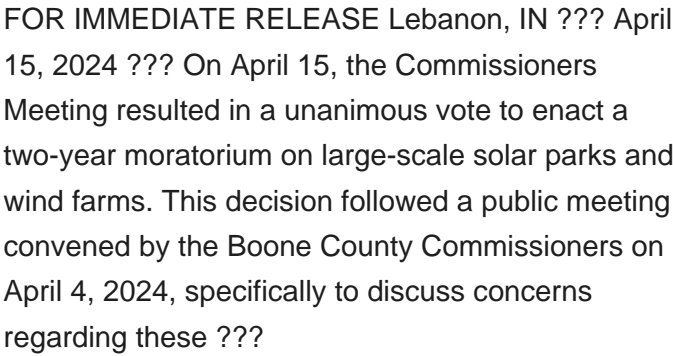 FOR IMMEDIATE RELEASE Lebanon, IN ??? April
15, 2024 ??? On April 15, the Commissioners
Meeting resulted in a unanimous vote to enact a
two-year moratorium on large-scale solar parks and
wind farms. This decision followed a public meeting
convened by the Boone County Commissioners on
April 4, 2024, specifically to discuss concerns
regarding these ???